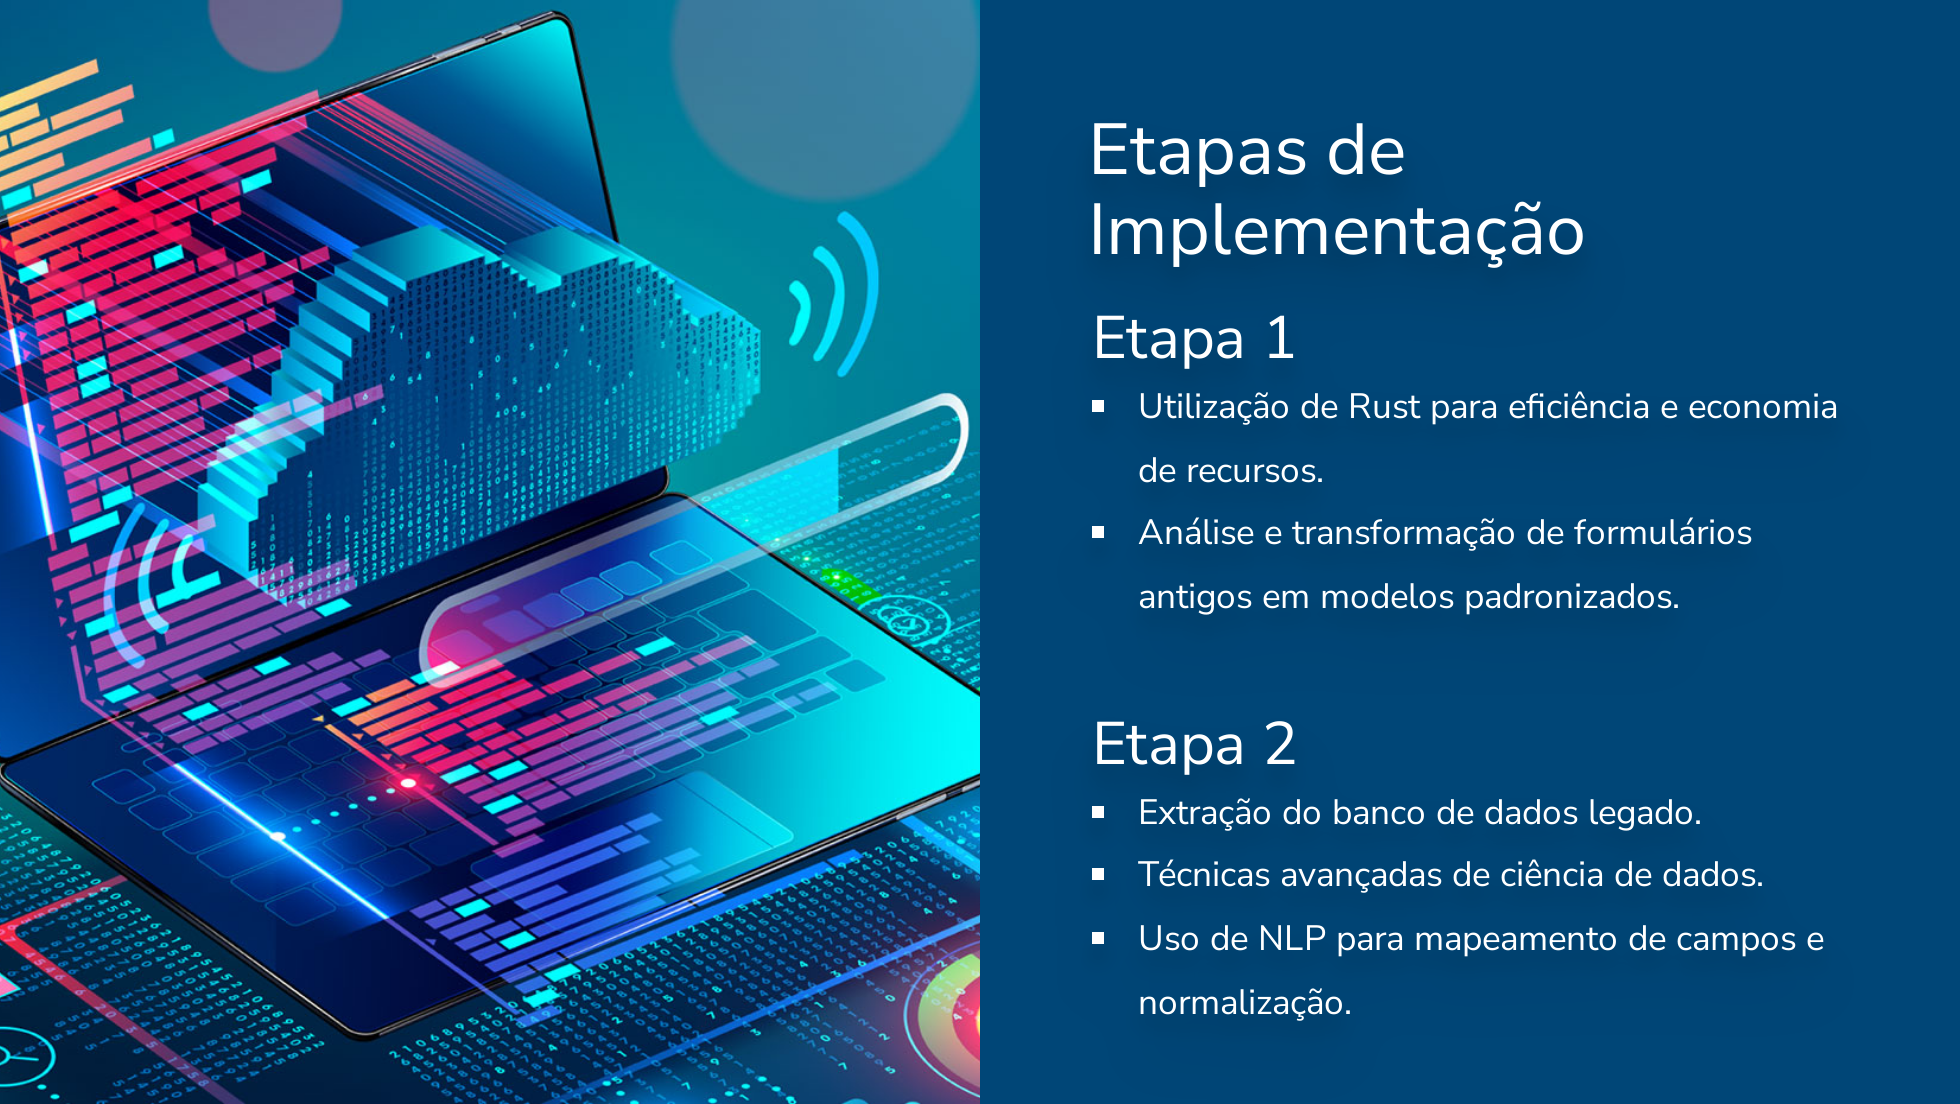 Etapas de
Implementação
Etapa 1
Utilização de Rust para eficiência e economia
de recursos.
Análise e transformação de formulários
antigos em modelos padronizados.
Etapa 2
Extração do banco de dados legado.
Técnicas avançadas de ciência de dados.
Uso de NLP para mapeamento de campos e
normalização.